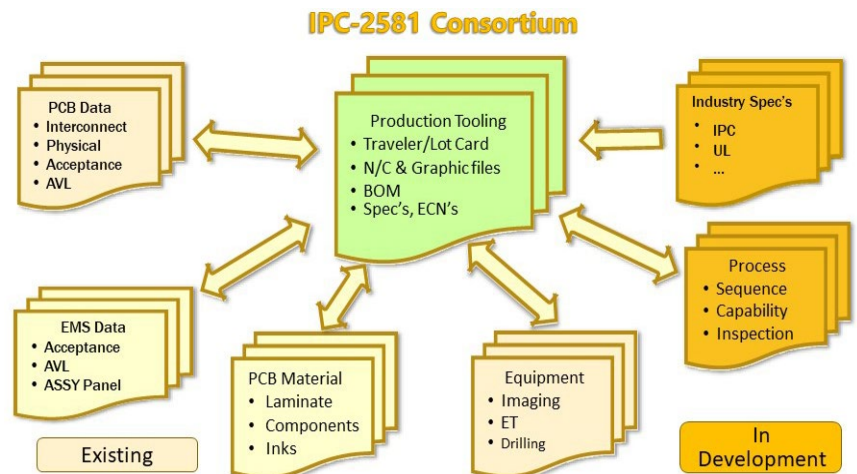 IPC-2581 Consortium
PCB Data
• Interconnect
• Physical
• Acceptance
• AVL
Production Tooling
• Traveler/Lot Card
• N/C & Graphic files
• BOM
• Spec's, ECN's
Industry Spec's
• IPC
• UL
• ...
EMS Data
• Acceptance
• AVL
• ASSY Panel
PCB Material
• Laminate
• Components
• Inks
Equipment
• Imaging
• ET
• Drilling
Process
• Sequence
• Capability
• Inspection
Existing
In
Development